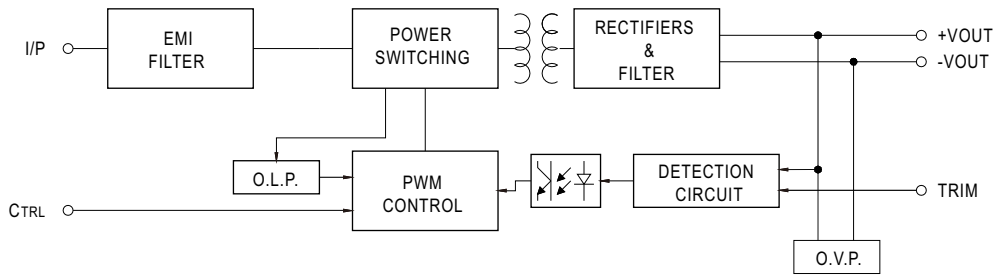 I/P
EMI
FILTER
POWER
SWITCHING
RECTIFIERS
&
FILTER
+VOUT
-VOUT
O.L.P.
PWM
CONTROL
DETECTION
CIRCUIT
TRIM
CTRL
O.V.P.